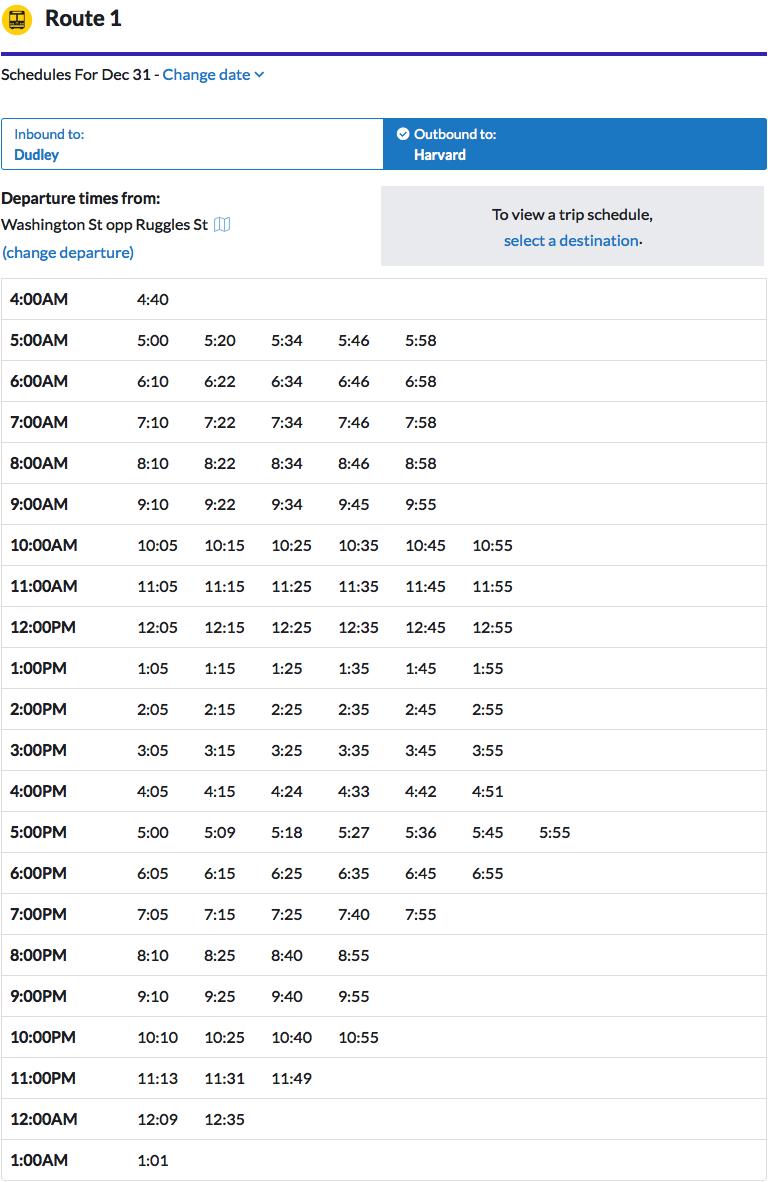 Route 1
Schedules For Dec 31 - Change date
Inbound to:
Dudley
Outbound to:
Harvard
Departure times from:
Washington St opp Ruggles St
(change departure)
To view a trip schedule,
select a destination.
4:00AM 4:40
5:00AM 5:00 5:20 5:34 5:46 5:58
6:00AM 6:10 6:22 6:34 6:46 6:58
7:00AM 7:10 7:22 7:34 7:46 7:58
8:00AM 8:10 8:22 8:34 8:46 8:58
9:00AM 9:10 9:22 9:34 9:45 9:55
10:00AM 10:05 10:15 10:25 10:35 10:45 10:55
11:00AM 11:05 11:15 11:25 11:35 11:45 11:55
12:00PM 12:05 12:15 12:25 12:35 12:45 12:55
1:00PM 1:05 1:15 1:25 1:35 1:45 1:55
2:00PM 2:05 2:15 2:25 2:35 2:45 2:55
3:00PM 3:05 3:15 3:25 3:35 3:45 3:55
4:00PM 4:05 4:15 4:24 4:33 4:42 4:51
5:00PM 5:00 5:09 5:18 5:27 5:36 5:45 5:55
6:00PM 6:05 6:15 6:25 6:35 6:45 6:55
7:00PM 7:05 7:15 7:25 7:40 7:55
8:00PM 8:10 8:25 8:40 8:55
9:00PM 9:10 9:25 9:40 9:55
10:00PM 10:10 10:25 10:40 10:55
11:00PM 11:13 11:31 11:49
12:00AM 12:09 12:35
1:00AM 1:01